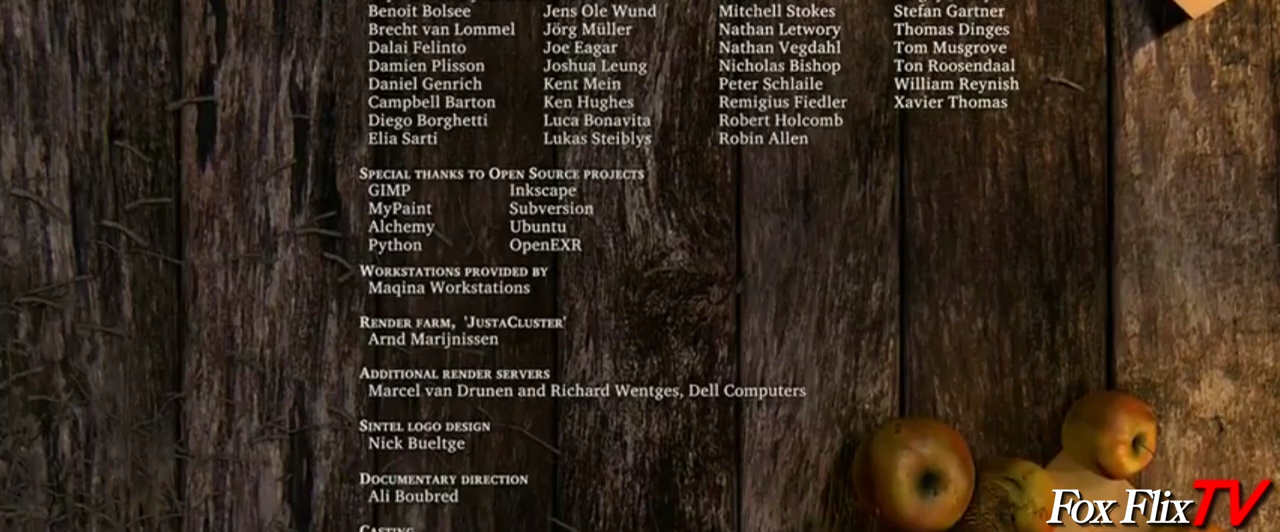 Benoit Bolsee Jens Ole Wund Mitchell Stokes Stefan Gartner
Brecht van Lommel Jörg Müller Nathan Letwory Thomas Dinges
Dalai Felinto Joe Eagar Nathan Vegdahl Tom Musgrove
Damien Plisson Joshua Leung Nicholas Bishop Ton Roosendaal
Daniel Genrich Kent Mein Peter Schlaile William Reynish
Campbell Barton Ken Hughes Remigius Fiedler Xavier Thomas
Diego Borghetti Luca Bonavita Robert Holcomb
Elia Sarti Lukas Steiblys Robin Allen
Special thanks to Open Source projects
GIMP Inkscape
MyPaint Subversion
Alchemy Ubuntu
Python OpenEXR
Workstations provided by
Maqina Workstations
Render farm, 'JustaCluster'
Arnd Marijnissen
Additional render servers
Marcel van Drunen and Richard Wentges, Dell Computers
Sintel logo design
Nick Bueltge
Documentary direction
Ali Boubred
Casting
Fox Flix TV